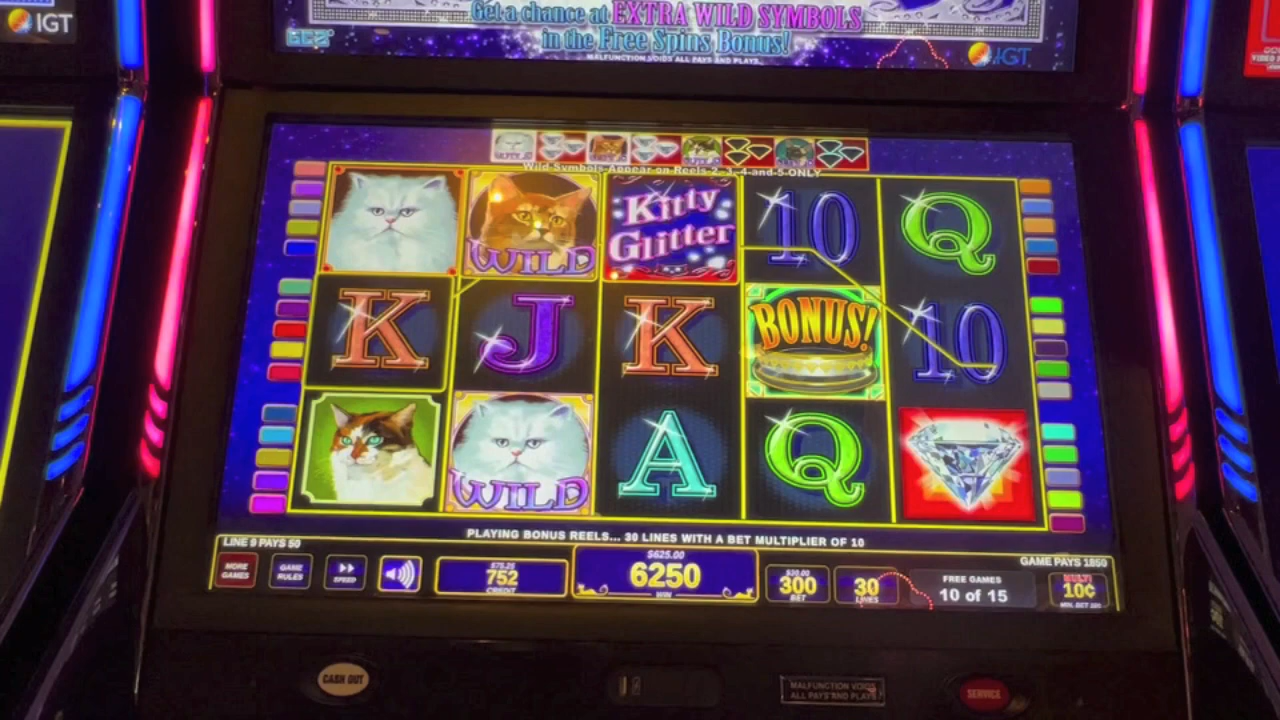 IGT
Get a chance at EXTRA WILD SYMBOLS
in the Free Spins Bonus!
MALFUNCTION VOIDS ALL PAYS AND PLAYS
IGT
Wild Symbols Appear on Reels 2, 3, 4 and 5 ONLY
WILD
Kitty
Glitter
10
Q
K
J
K
BONUS!
10
WILD
A
Q
PLAYING BONUS REELS... 30 LINES WITH A BET MULTIPLIER OF 10
LINE 9 PAYS 50
GAME PAYS 1850
MORE
GAMES
GAME
RULES
SPEED
$75.25
752
CREDIT
$625.00
6250
WIN
$30.00
300
BET
30
LINES
FREE GAMES
10 of 15
MULTI
10¢
CASH OUT
MALFUNCTION VOIDS
ALL PAYS AND PLAYS
SERVICE